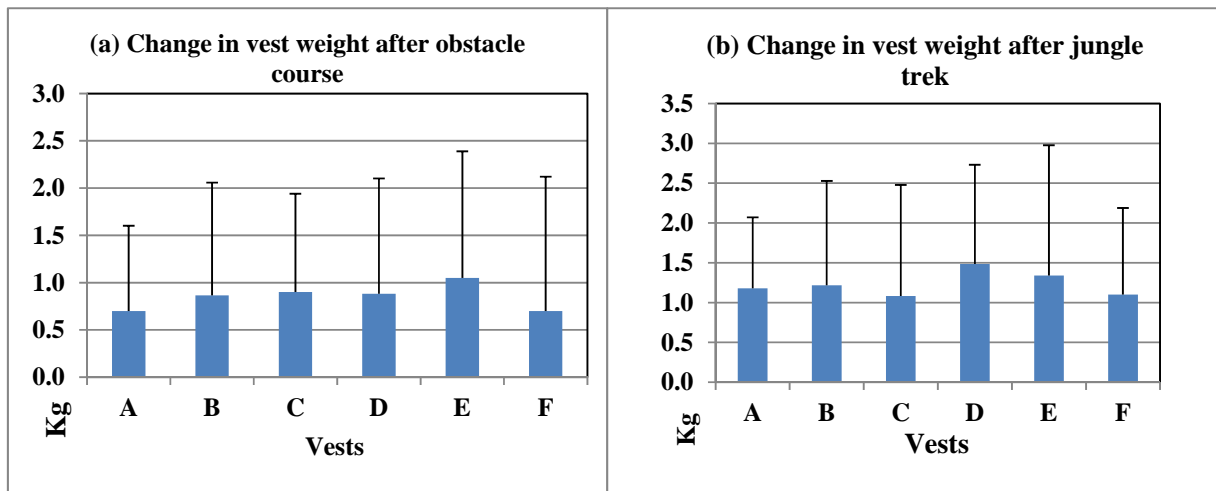 (a) Change in vest weight after obstacle
course
3.0
2.5
2.0
1.5
1.0
0.5
0.0
A B C D E F
Kg
Vests
(b) Change in vest weight after jungle
trek
3.5
3.0
2.5
2.0
1.5
1.0
0.5
0.0
A B C D E F
Kg
Vests